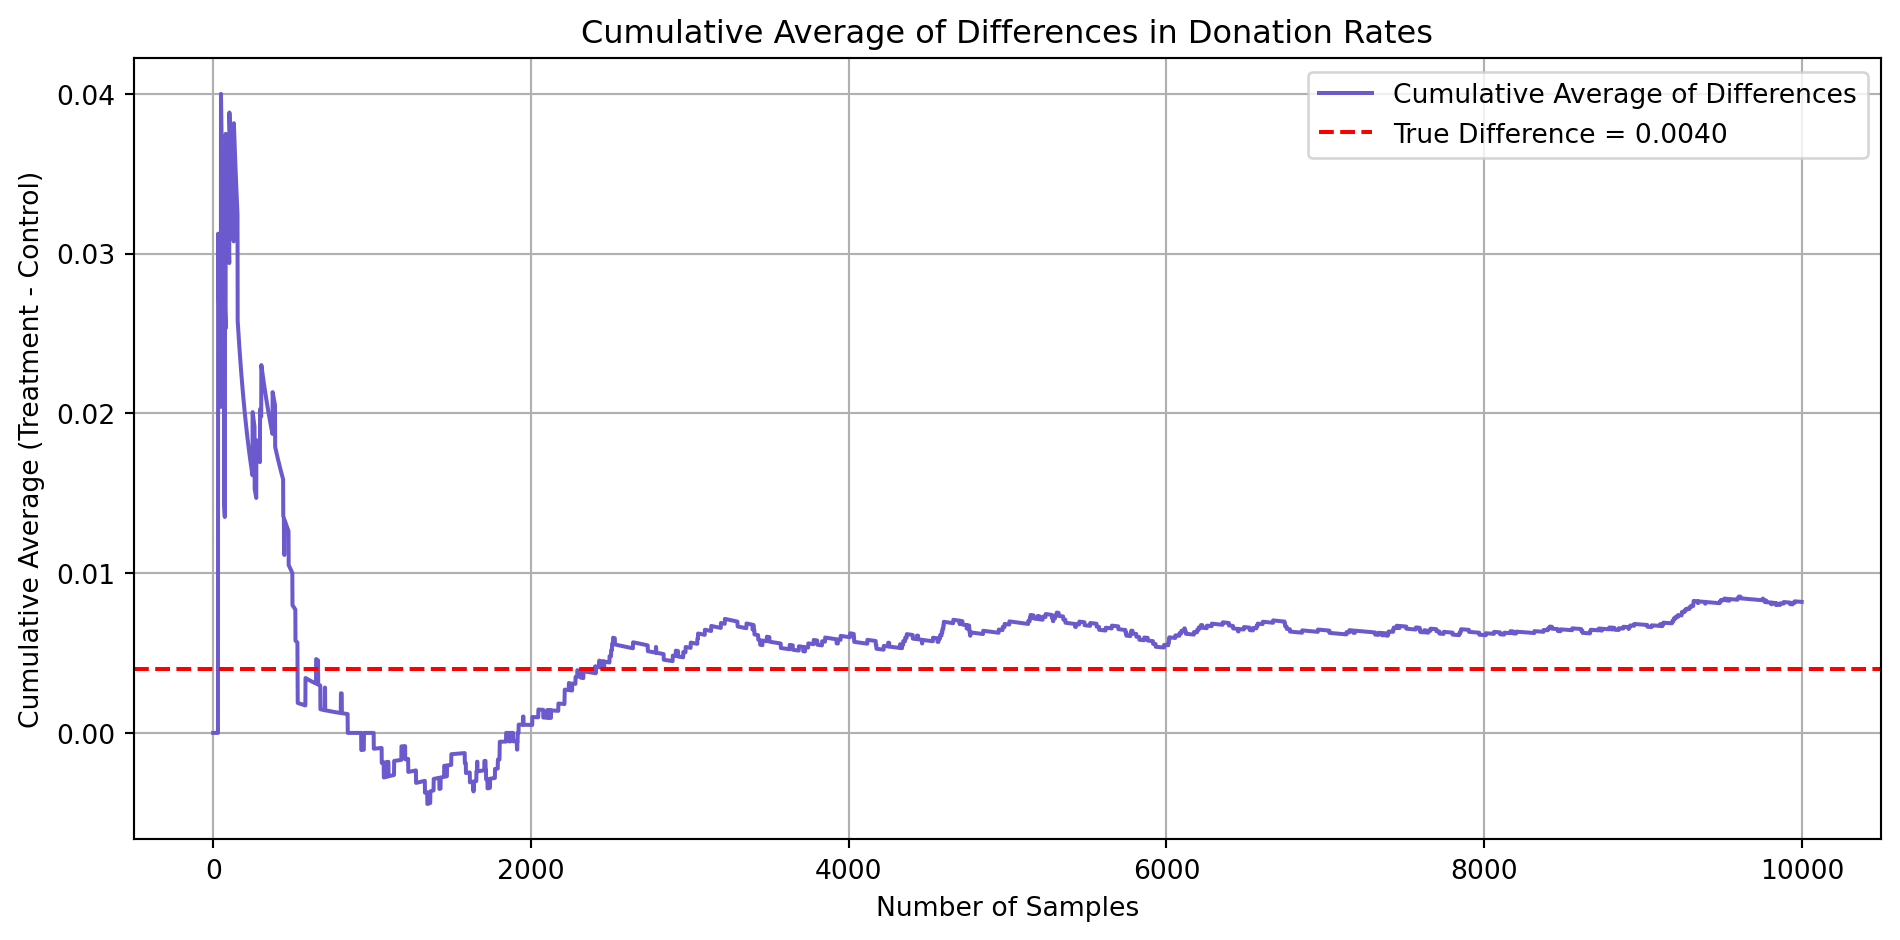 Cumulative Average of Differences in Donation Rates
Cumulative Average of Differences
True Difference = 0.0040
Cumulative Average (Treatment - Control)
0.04
0.03
0.02
0.01
0.00
0
2000
4000
6000
8000
10000
Number of Samples